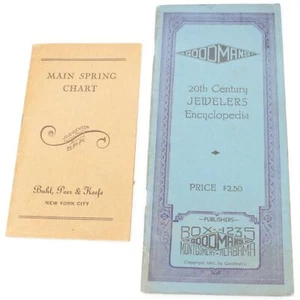 MAIN SPRING
CHART
Buhl, Peer & Keefe
NEW YORK CITY
GOODMAN'S
20th Century
JEWELERS
Encyclopedia
PRICE $2.50
PUBLISHERS
BOX 1235
GOODMANS
MONTGOMERY ALABAMA